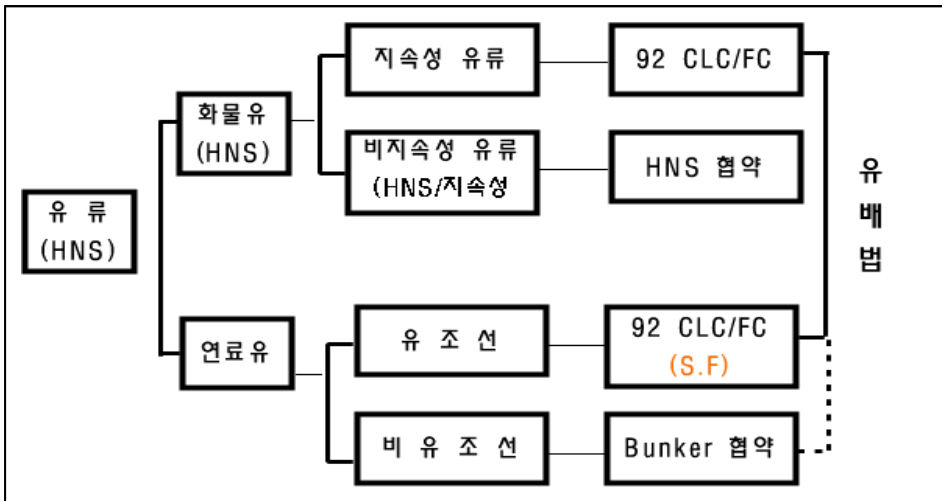 유 류
(HNS)
화물유
(HNS)
연료유
지속성 유류
비지속성 유류
(HNS/지속성
유 조 선
비 유 조 선
92 CLC/FC
HNS 협약
92 CLC/FC
(S.F)
Bunker 협약
유
배
법